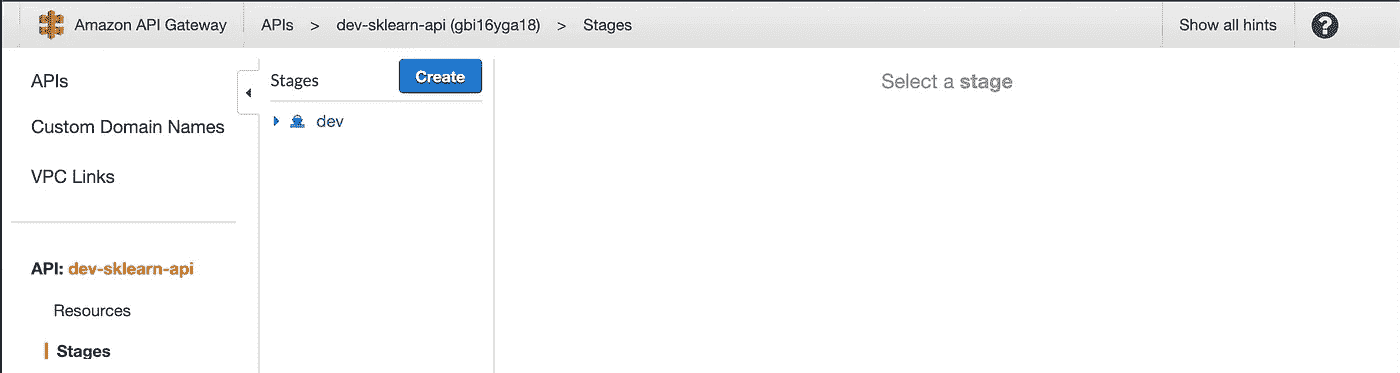 Amazon API Gateway APIs > dev-sklearn-api (gbi16yga18) > Stages Show all hints ?
APIs
Custom Domain Names
VPC Links
API: dev-sklearn-api
Resources
Stages
Stages Create
dev
Select a stage